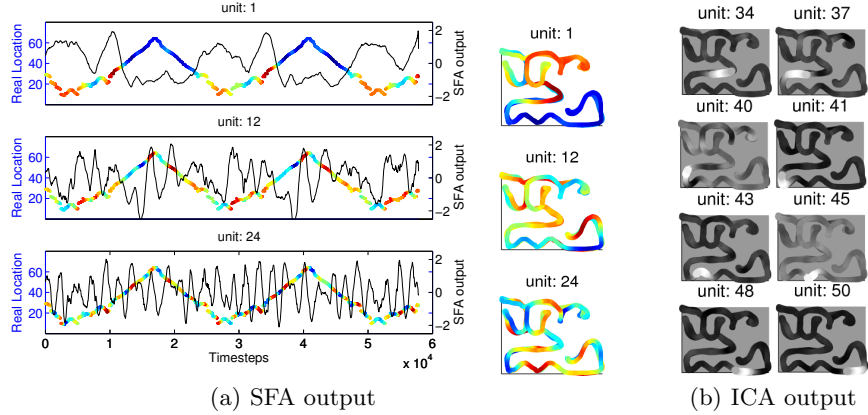 unit: 1
Real Location
60
40
20
2
0
−2
SFA output
unit: 12
Real Location
60
40
20
2
0
−2
SFA output
unit: 24
Real Location
60
40
20
2
0
−2
SFA output
0 1 2 3 4 5 6
Timesteps
x 10⁴
unit: 1
unit: 12
unit: 24
(a) SFA output
unit: 34 unit: 37
unit: 40 unit: 41
unit: 43 unit: 45
unit: 48 unit: 50
(b) ICA output